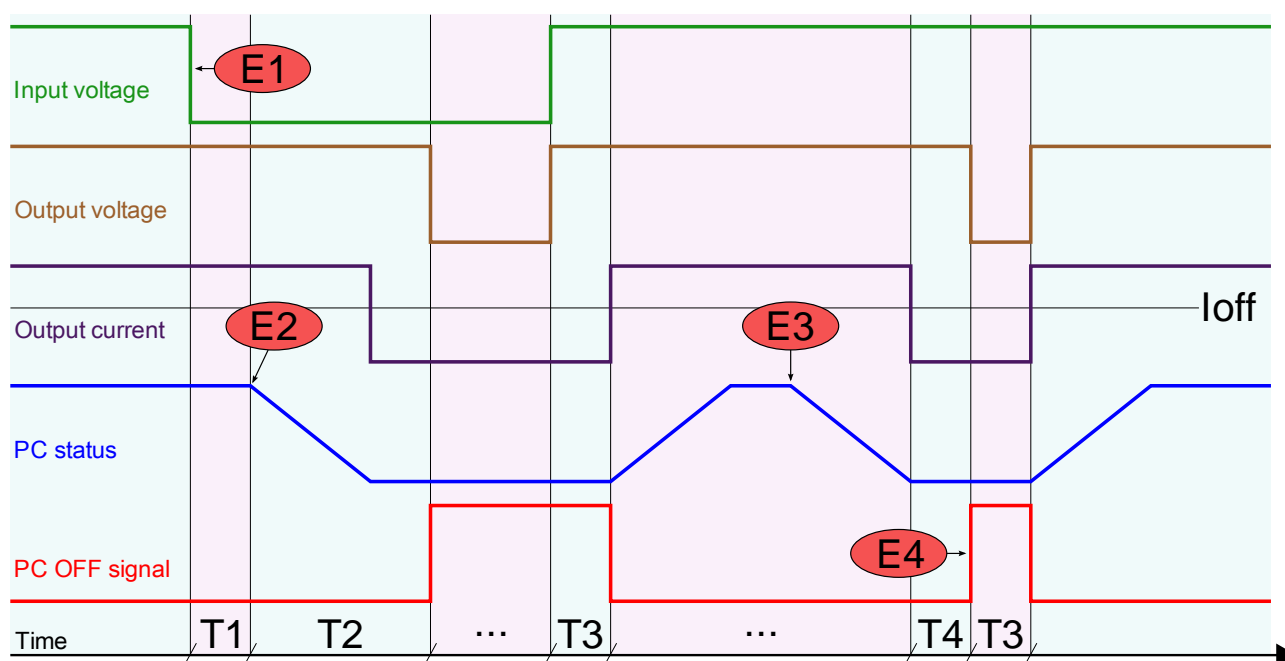 E1
Input voltage
Output voltage
Ioff
E2
E3
Output current
PC status
E4
PC OFF signal
Time T1 T2 ... T3 ... T4 T3